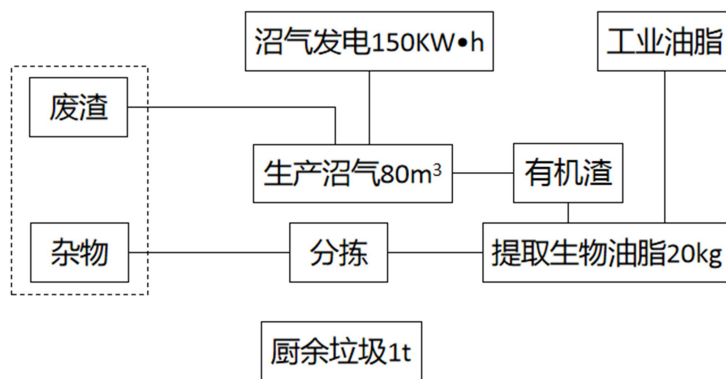 沼气发电150KW•h
工业油脂
废渣
生产沼气80m³
有机渣
杂物
分拣
提取生物油脂20kg
厨余垃圾1t